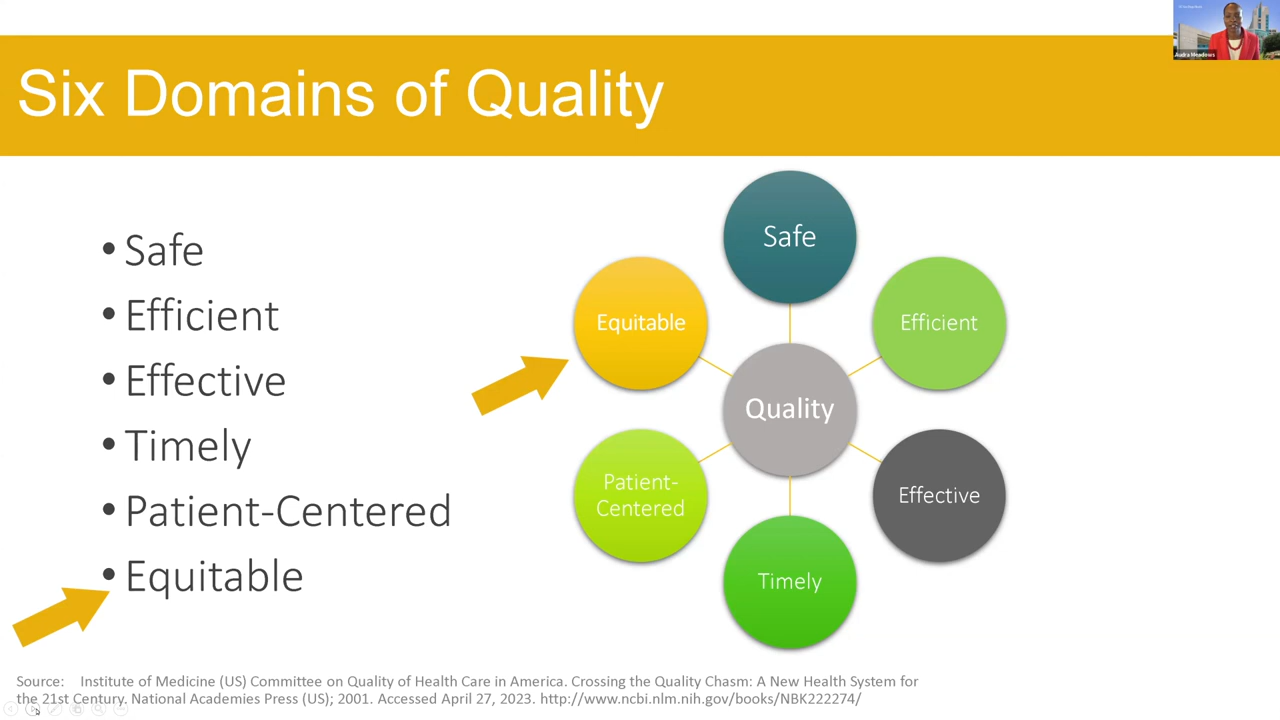 Six Domains of Quality
• Safe
• Efficient
• Effective
• Timely
• Patient-Centered
• Equitable
Safe
Efficient
Effective
Timely
Patient-
Centered
Equitable
Quality
Source: Institute of Medicine (US) Committee on Quality of Health Care in America. Crossing the Quality Chasm: A New Health System for
the 21st Century. National Academies Press (US); 2001. Accessed April 27, 2023. http://www.ncbi.nlm.nih.gov/books/NBK222274/
Audra Meadows